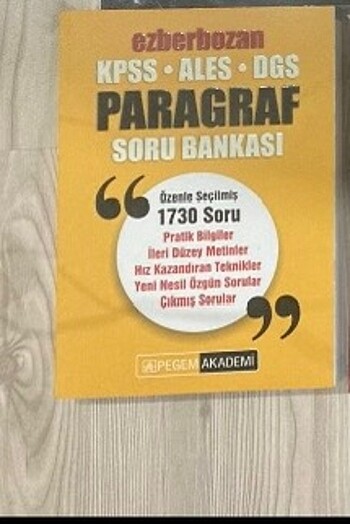 ezberbozan
KPSS • ALES • DGS
PARAGRAF
SORU BANKASI
“
Özenle Seçilmiş
1730 Soru
Pratik Bilgiler
İleri Düzey Metinler
Hız Kazandıran Teknikler
Yeni Nesil Özgün Sorular
Çıkmış Sorular
”
PEGEM AKADEMİ